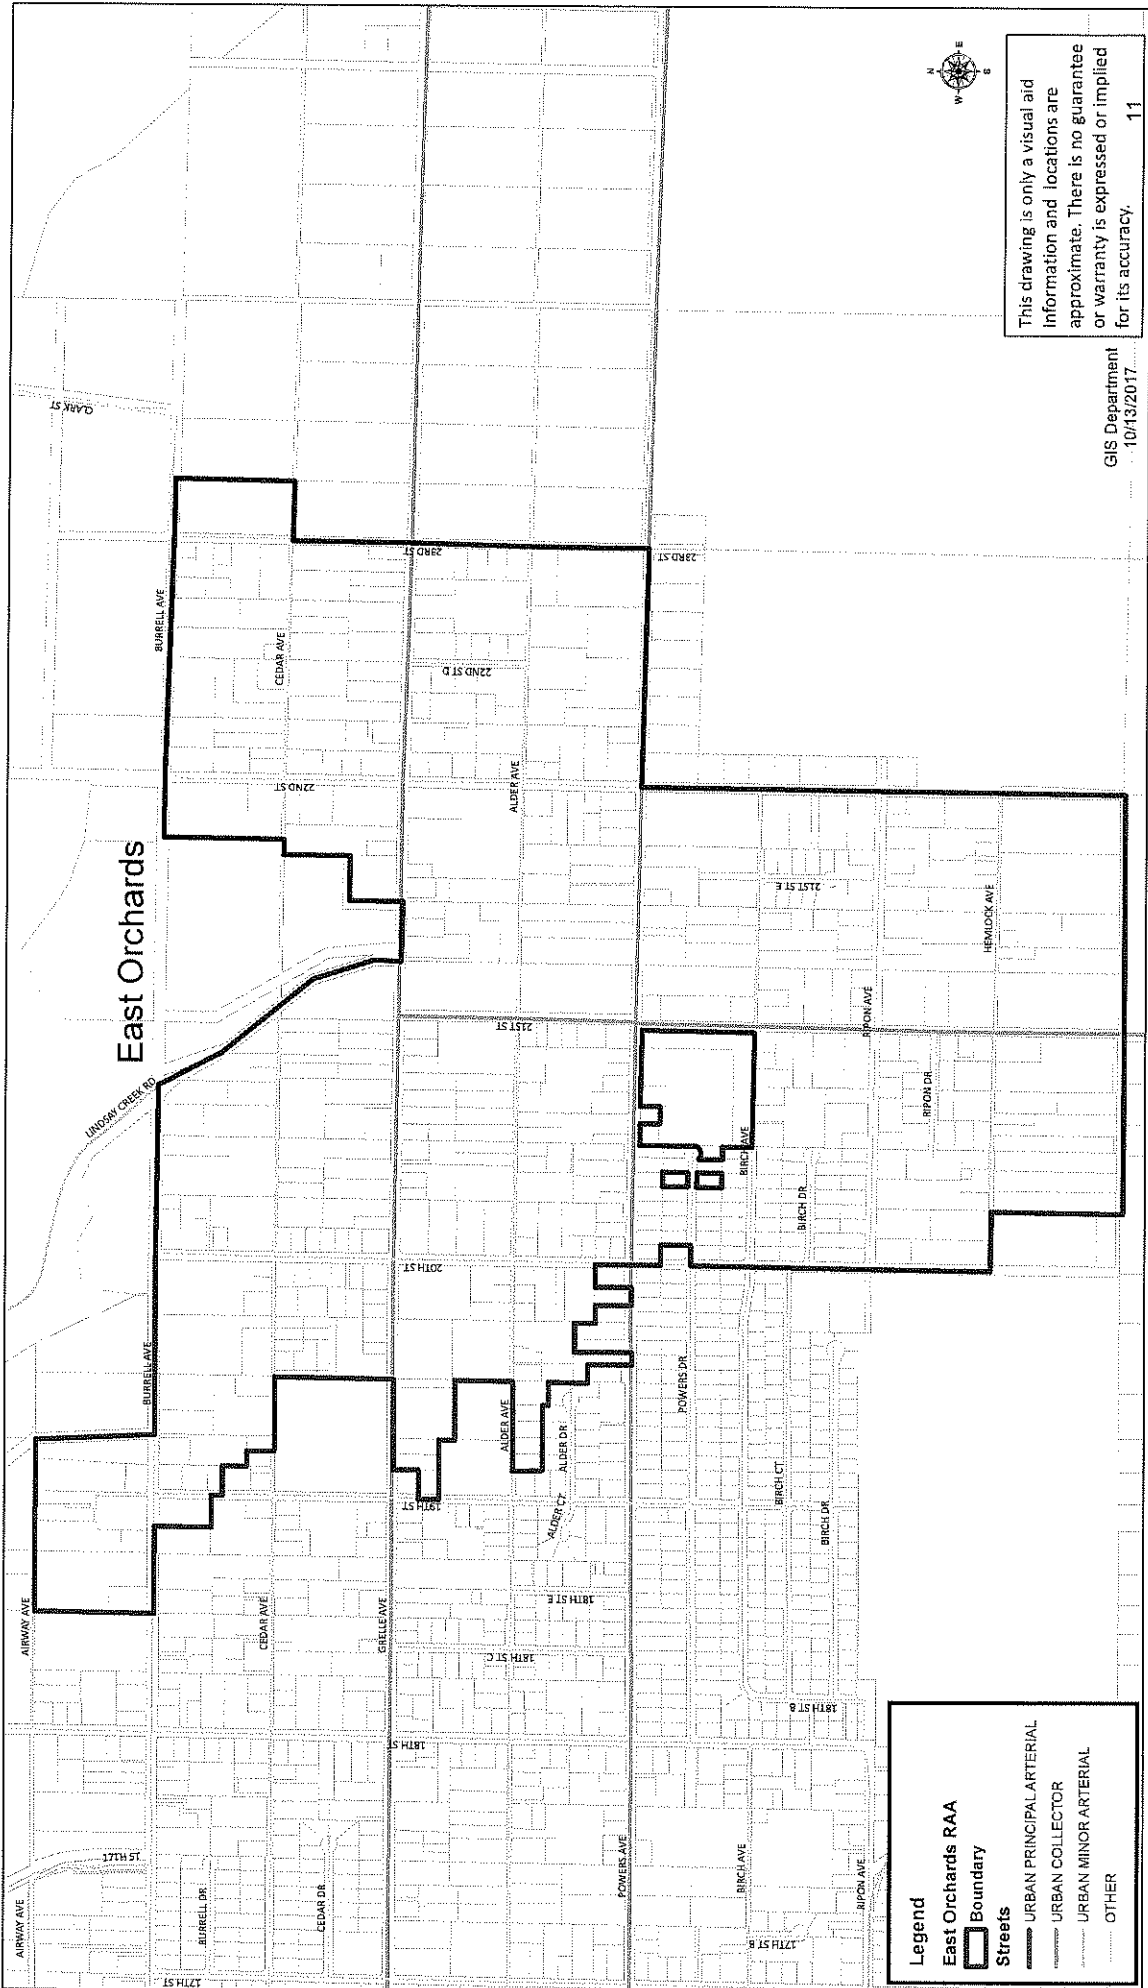 East Orchards
AIRWAY AVE
AIRWAY AVE
17TH ST
BURRELL DR
BURRELL AVE
BURRELL AVE
LINDSAY CREEK RD
CLARK ST
CEDAR DR
CEDAR AVE
CEDAR AVE
22ND ST
23RD ST
17TH ST
18TH ST
GRELLE AVE
18TH ST C
18TH ST E
19TH ST
20TH ST
21ST ST
22ND ST D
ALDER AVE
ALDER AVE
ALDER DR
ALDER CT
POWERS AVE
POWERS DR
23RD ST
BIRCH AVE
BIRCH AVE
BIRCH CT
BIRCH DR
BIRCH DR
17TH ST B
18TH ST B
21ST ST E
RIPON AVE
RIPON AVE
RIPON DR
HEMLOCK AVE
N
W
E
S
Legend
East Orchards RAA
Boundary
Streets
URBAN PRINCIPAL ARTERIAL
URBAN COLLECTOR
URBAN MINOR ARTERIAL
OTHER
GIS Department
10/13/2017
This drawing is only a visual aid
Information and locations are
approximate. There is no guarantee
or warranty is expressed or implied
for its accuracy.
11